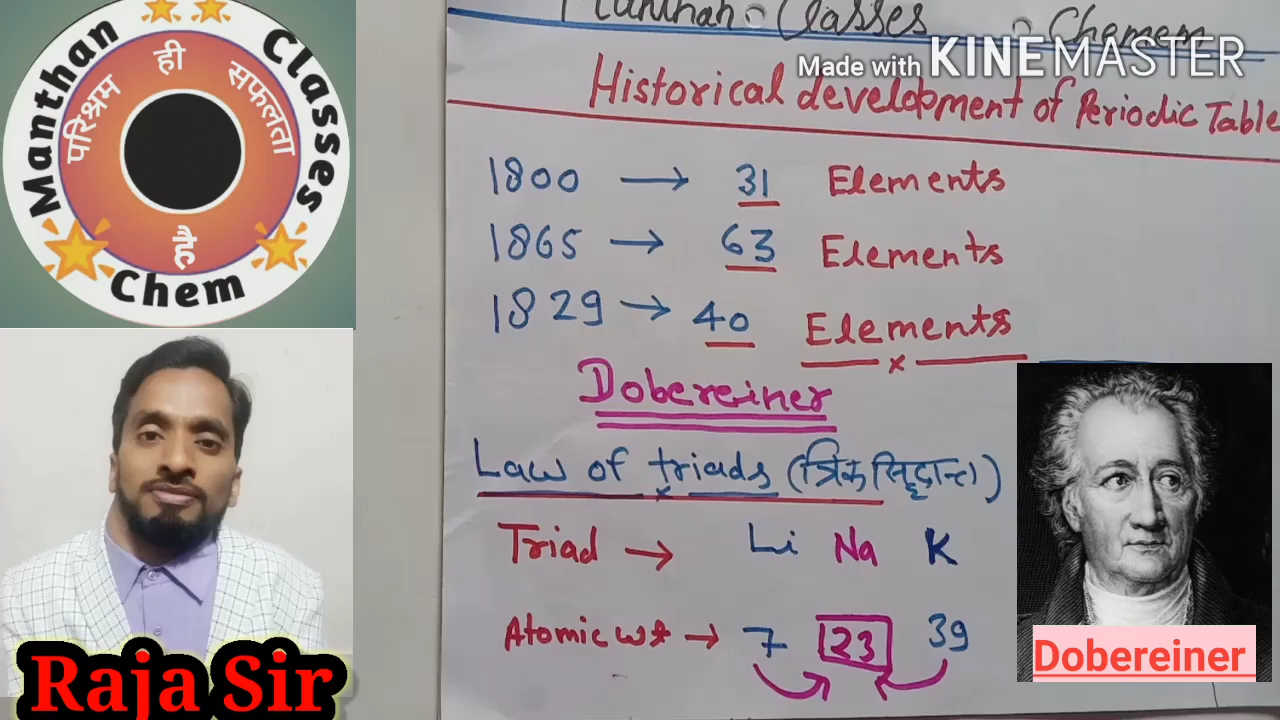 Manthan Classes Chem
परिश्रम ही सफलता है
Raja Sir
Manthan Classes
Made with KINEMASTER
Historical development of Periodic Table
1800 → 31 Elements
1865 → 63 Elements
1829 → 40 Elements
x
Dobereiner
Law of triads (त्रिक सिद्धान्त)
x
Triad → Li Na K
Atomic wt → 7 23 39
Dobereiner